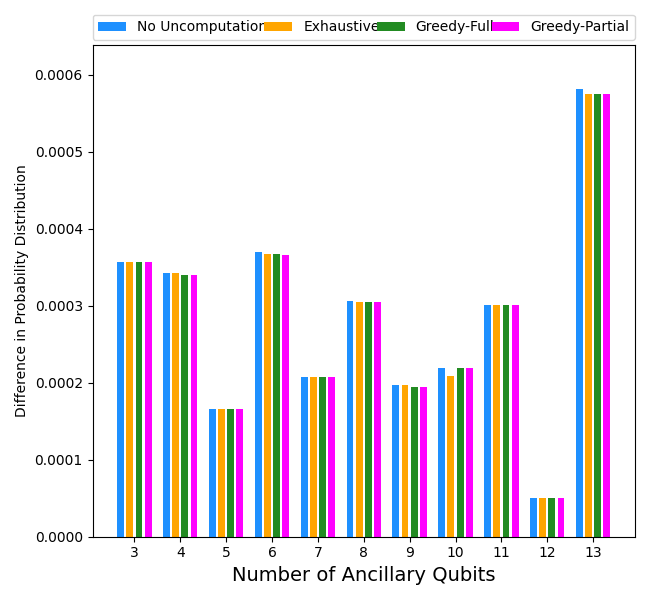 No Uncomputation Exhaustive Greedy-Full Greedy-Partial
Difference in Probability Distribution
0.0006
0.0005
0.0004
0.0003
0.0002
0.0001
0.0000
3 4 5 6 7 8 9 10 11 12 13
Number of Ancillary Qubits